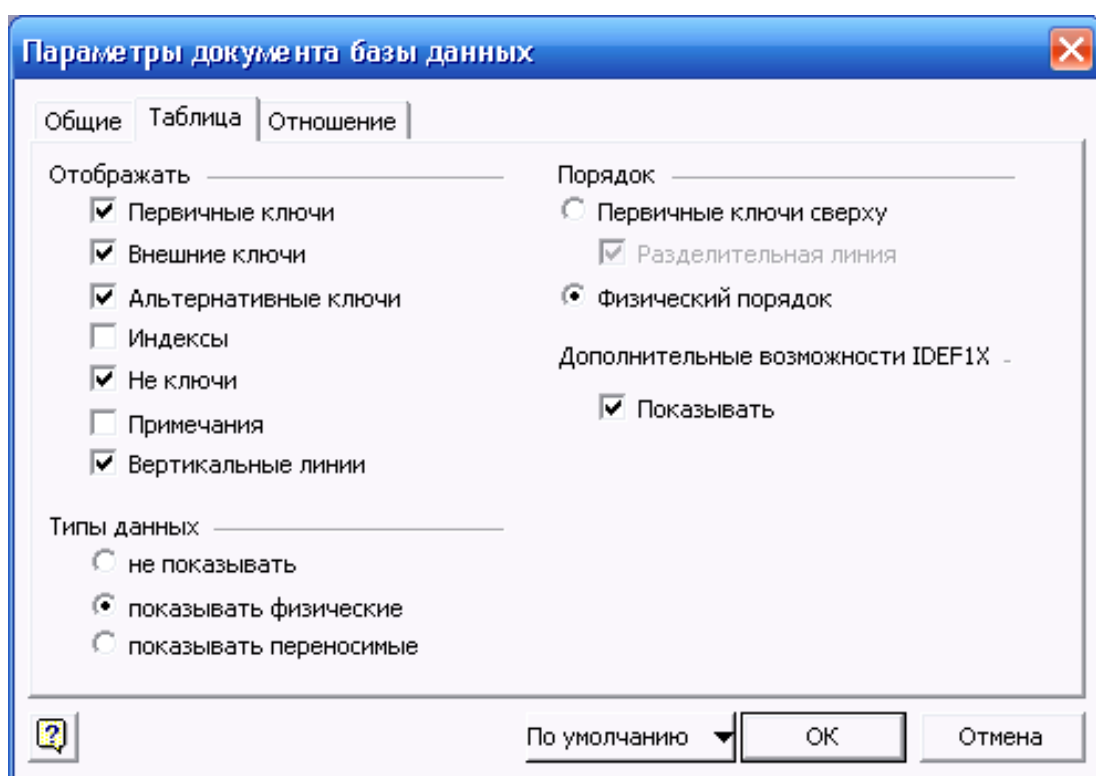 Параметры документа базы данных
Общие Таблица Отношение
Отображать
Первичные ключи
Внешние ключи
Альтернативные ключи
Индексы
Не ключи
Примечания
Вертикальные линии
Типы данных
не показывать
показывать физические
показывать переносимые
Порядок
Первичные ключи сверху
Разделительная линия
Физический порядок
Дополнительные возможности IDEF1X
Показывать
По умолчанию ОК Отмена